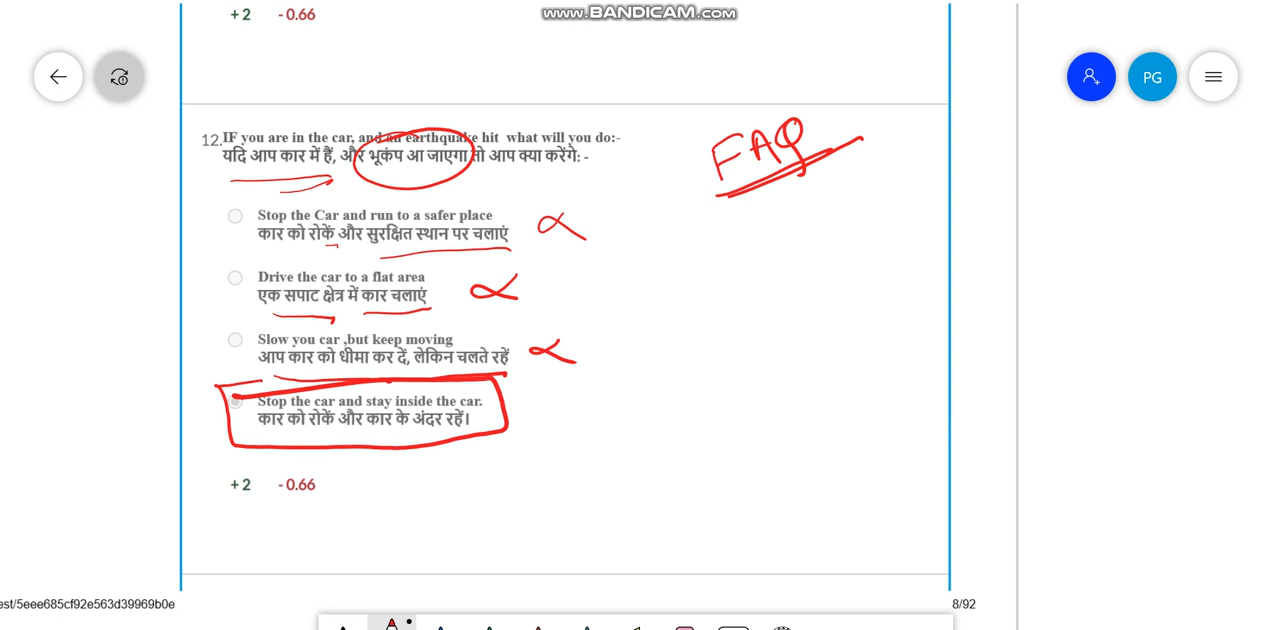 +2 -0.66
www.BANDICAM.com
PG
12. IF you are in the car, and an earthquake hit what will you do:-
यदि आप कार में हैं, और भूकंप आ जाएगा तो आप क्या करेंगे: -
FAQ
Stop the Car and run to a safer place
कार को रोकें और सुरक्षित स्थान पर चलाएं
Drive the car to a flat area
एक सपाट क्षेत्र में कार चलाएं
Slow you car ,but keep moving
आप कार को धीमा कर दें, लेकिन चलते रहें
Stop the car and stay inside the car.
कार को रोकें और कार के अंदर रहें।
+2 -0.66
est/5eee685cf92e563d39969b0e
8/92